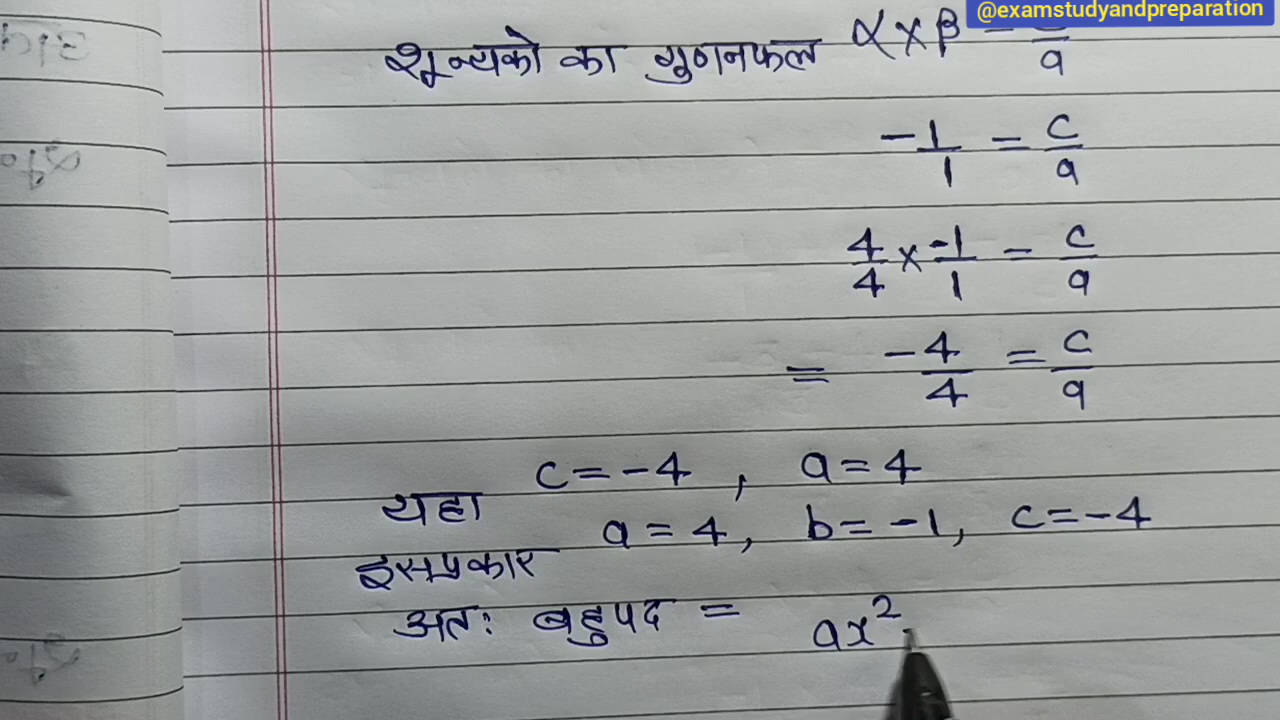 @examstudyandpreparation
शून्यको का गुणनफल α × β = c/a
-1/1 = c/a
4/4 × -1/1 = c/a
= -4/4 = c/a
यहा c = -4 , a = 4
इसप्रकार a = 4, b = -1, c = -4
अतः बहुपद = ax²